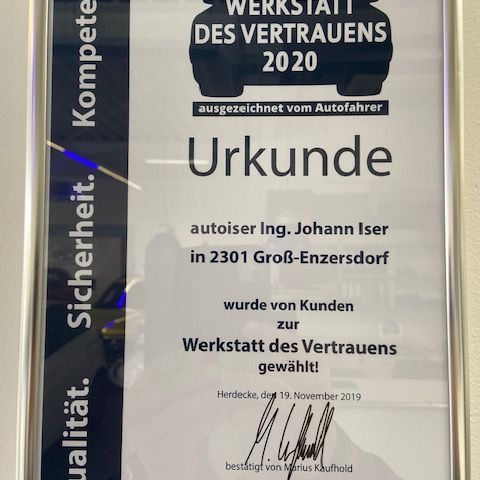 WERKSTATT
DES VERTRAUENS
2020
ausgezeichnet vom Autofahrer
Urkunde
autoiser Ing. Johann Iser
in 2301 Groß-Enzersdorf
wurde von Kunden
zur
Werkstatt des Vertrauens
gewählt!
Herdecke, den 19. November 2019
bestätigt von Marius Kaufhold
ualität. Sicherheit. Kompete